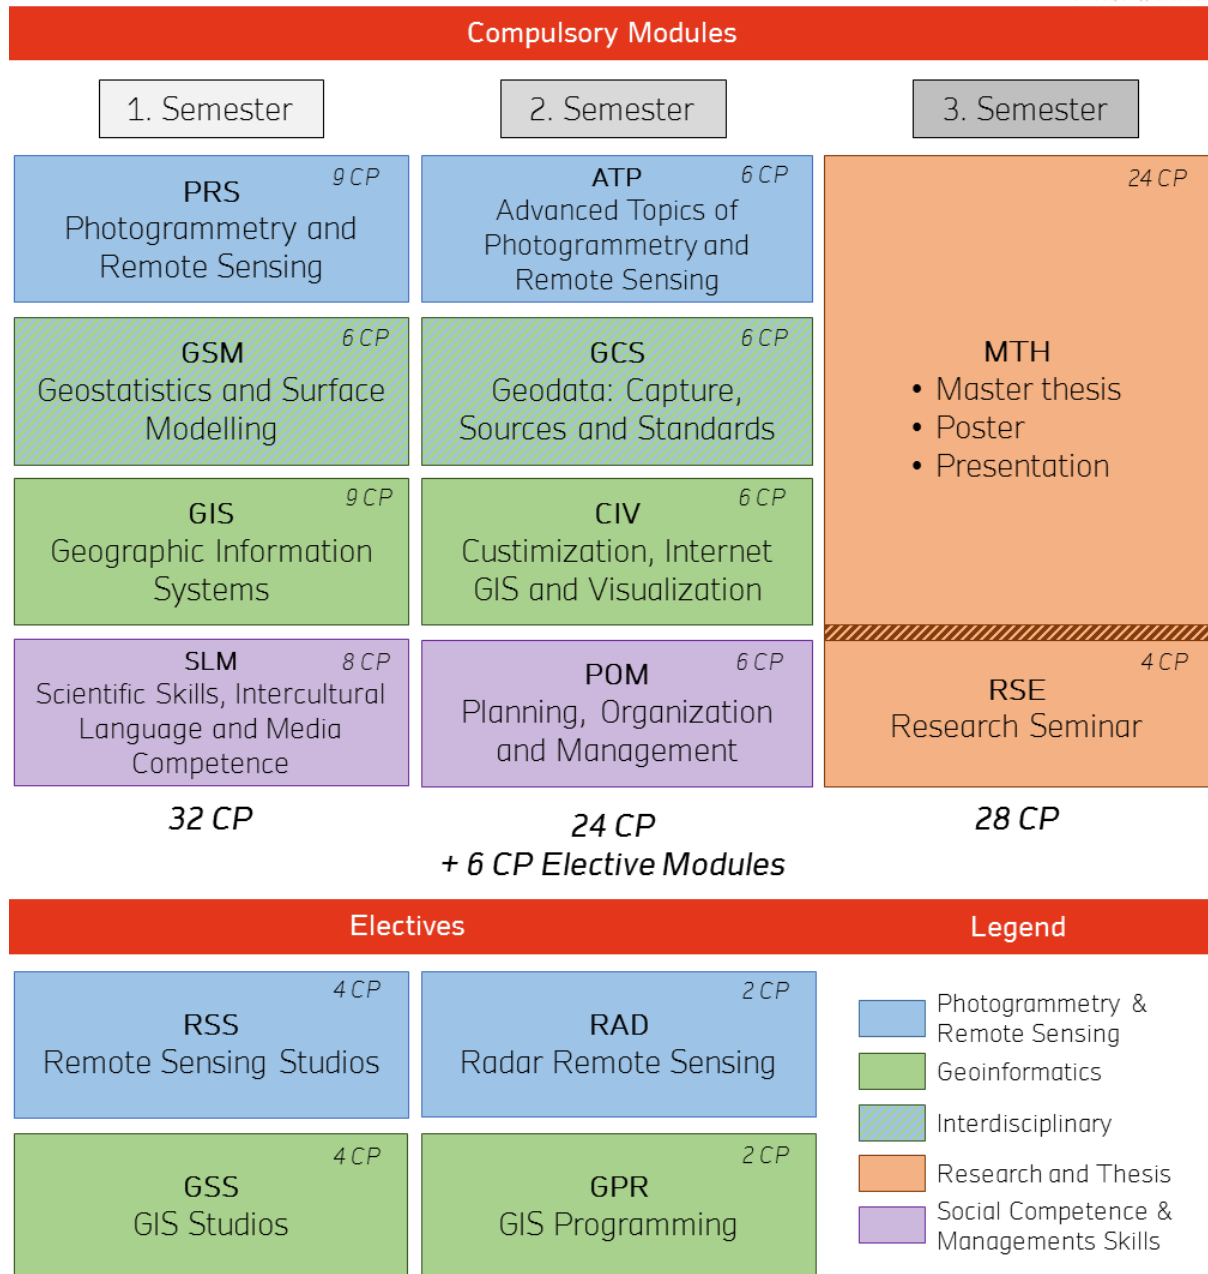 Compulsory Modules
1. Semester
2. Semester
3. Semester
9 CP
PRS
Photogrammetry and
Remote Sensing
6 CP
ATP
Advanced Topics of
Photogrammetry and
Remote Sensing
24 CP
MTH
• Master thesis
• Poster
• Presentation
6 CP
GSM
Geostatistics and Surface
Modelling
6 CP
GCS
Geodata: Capture,
Sources and Standards
9 CP
GIS
Geographic Information
Systems
6 CP
CIV
Custimization, Internet
GIS and Visualization
SLM
8 CP
Scientific Skills, Intercultural
Language and Media
Competence
6 CP
POM
Planning, Organization
and Management
4 CP
RSE
Research Seminar
32 CP
24 CP
+ 6 CP Elective Modules
28 CP
Electives
Legend
4 CP
RSS
Remote Sensing Studios
2 CP
RAD
Radar Remote Sensing
4 CP
GSS
GIS Studios
2 CP
GPR
GIS Programming
Photogrammetry &
Remote Sensing
Geoinformatics
Interdisciplinary
Research and Thesis
Social Competence &
Managements Skills